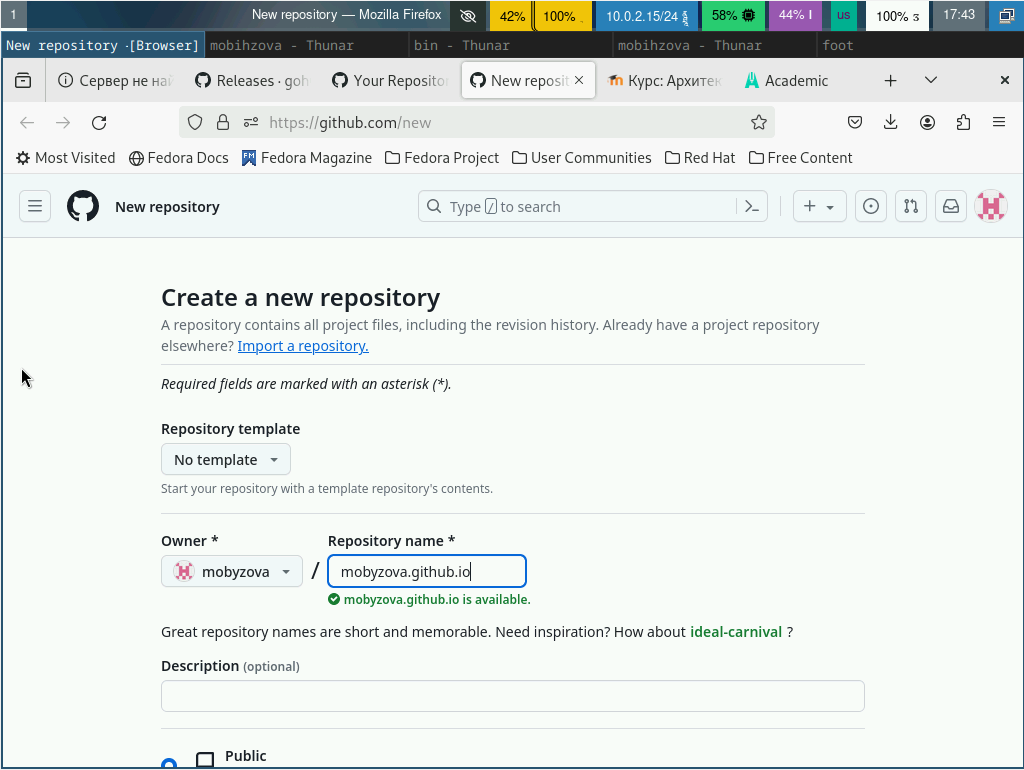 1 New repository — Mozilla Firefox 42% 100% 10.0.2.15/24 58% 44% us 100% 17:43
New repository -[Browser] mobihzova - Thunar bin - Thunar mobihzova - Thunar foot
Сервер не най Releases · goh Your Reposito New reposit Курс: Архитек Academic
https://github.com/new
Most Visited Fedora Docs Fedora Magazine Fedora Project User Communities Red Hat Free Content
New repository Type / to search
Create a new repository
A repository contains all project files, including the revision history. Already have a project repository
elsewhere? Import a repository.
Required fields are marked with an asterisk (*).
Repository template
No template
Start your repository with a template repository's contents.
Owner * Repository name *
mobyzova / mobyzova.github.io
mobyzova.github.io is available.
Great repository names are short and memorable. Need inspiration? How about ideal-carnival ?
Description (optional)
Public